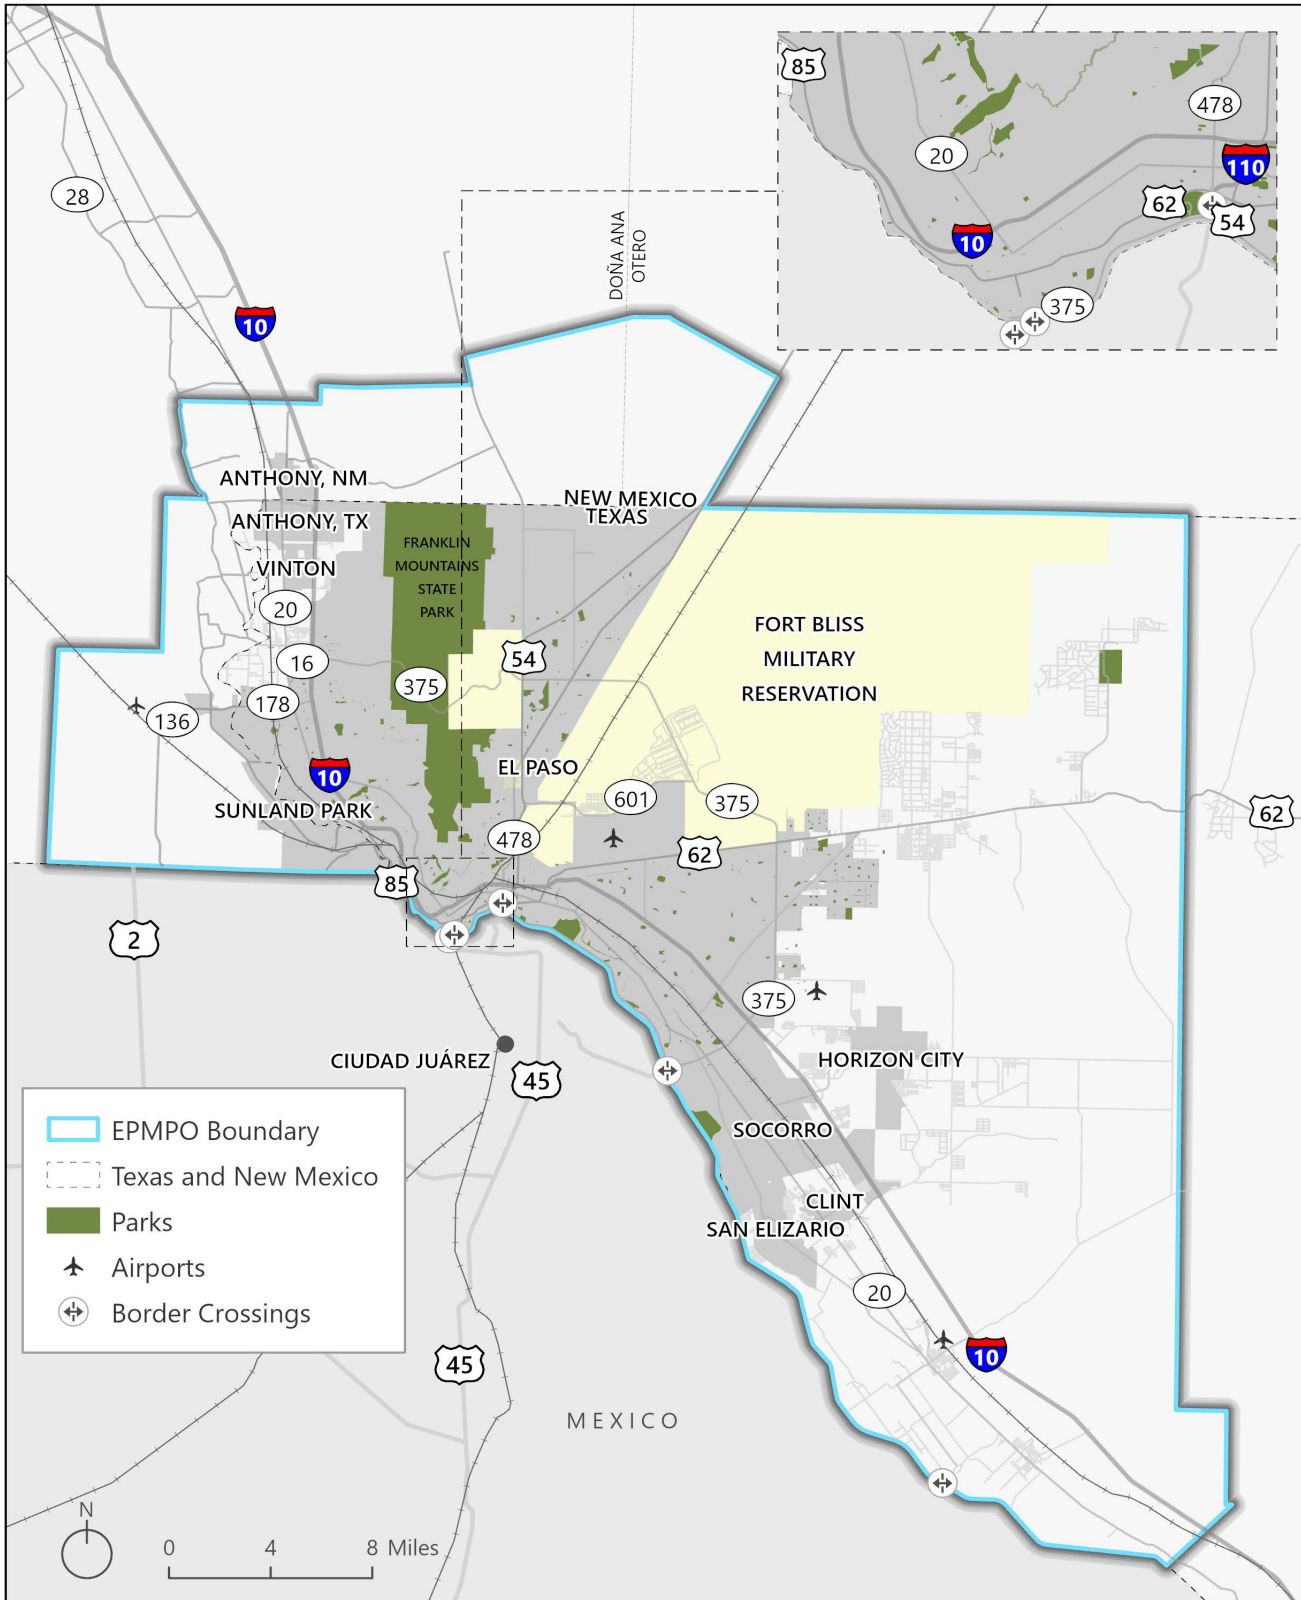 85
478
20
110
62
54
10
375
28
DOÑA ANA
OTERO
10
ANTHONY, NM
NEW MEXICO
TEXAS
ANTHONY, TX
FRANKLIN
MOUNTAINS
STATE
PARK
VINTON
20
16
54
FORT BLISS
MILITARY
RESERVATION
375
178
136
10
EL PASO
601
375
62
SUNLAND PARK
478
62
85
2
375
CIUDAD JUÁREZ
45
HORIZON CITY
SOCORRO
CLINT
SAN ELIZARIO
20
10
45
MEXICO
EPMPO Boundary
Texas and New Mexico
Parks
Airports
Border Crossings
N
0 4 8 Miles